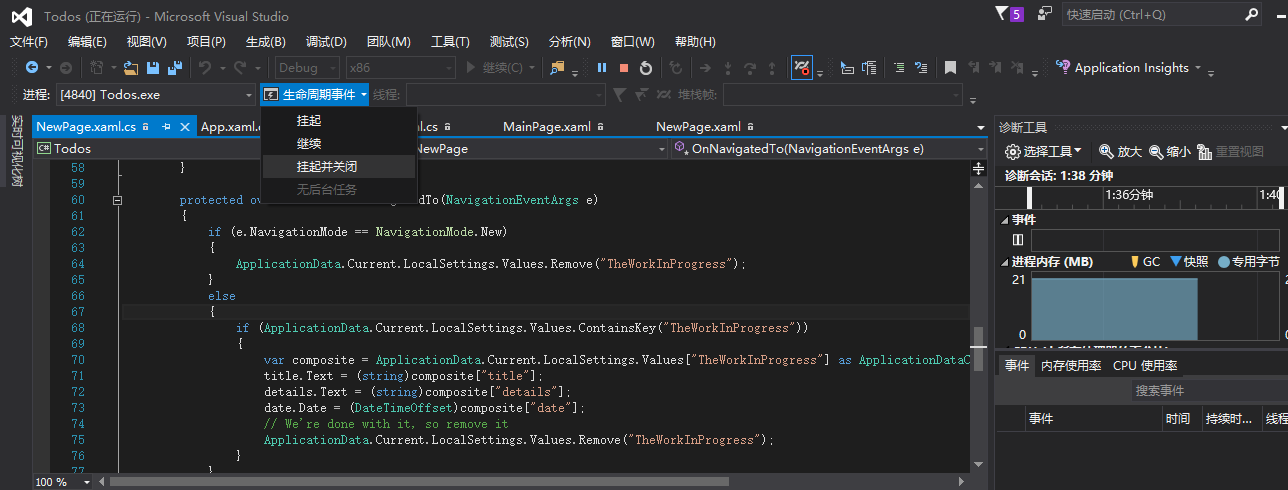 Todos (正在运行) - Microsoft Visual Studio
5
快速启动 (Ctrl+Q)
文件(F) 编辑(E) 视图(V) 项目(P) 生成(B) 调试(D) 团队(M) 工具(T) 测试(S) 分析(N) 窗口(W) 帮助(H)
Debug x86 继续(C) Application Insights
进程: [4840] Todos.exe 生命周期事件 线程: 堆栈帧:
挂起
继续
挂起并关闭
无后台任务
实时可视化树
NewPage.xaml.cs App.xaml. .cs MainPage.xaml NewPage.xaml
C# Todos NewPage OnNavigatedTo(NavigationEventArgs e)
58 }
59
60 protected ov edTo(NavigationEventArgs e)
61 {
62 if (e.NavigationMode == NavigationMode.New)
63 {
64 ApplicationData.Current.LocalSettings.Values.Remove("TheWorkInProgress");
65 }
66 else
67 {
68 if (ApplicationData.Current.LocalSettings.Values.ContainsKey("TheWorkInProgress"))
69 {
70 var composite = ApplicationData.Current.LocalSettings.Values["TheWorkInProgress"] as ApplicationDataC
71 title.Text = (string)composite["title"];
72 details.Text = (string)composite["details"];
73 date.Date = (DateTimeOffset)composite["date"];
74 // We're done with it, so remove it
75 ApplicationData.Current.LocalSettings.Values.Remove("TheWorkInProgress");
76 }
77 }
100 %
诊断工具
选择工具 放大 缩小 重置视图
诊断会话: 1:38 分钟
1:36分钟 1:40
事件
进程内存 (MB) GC 快照 专用字节
21 2
0 0
事件 内存使用率 CPU 使用率
搜索事件
事件 时间 持续时... 线程